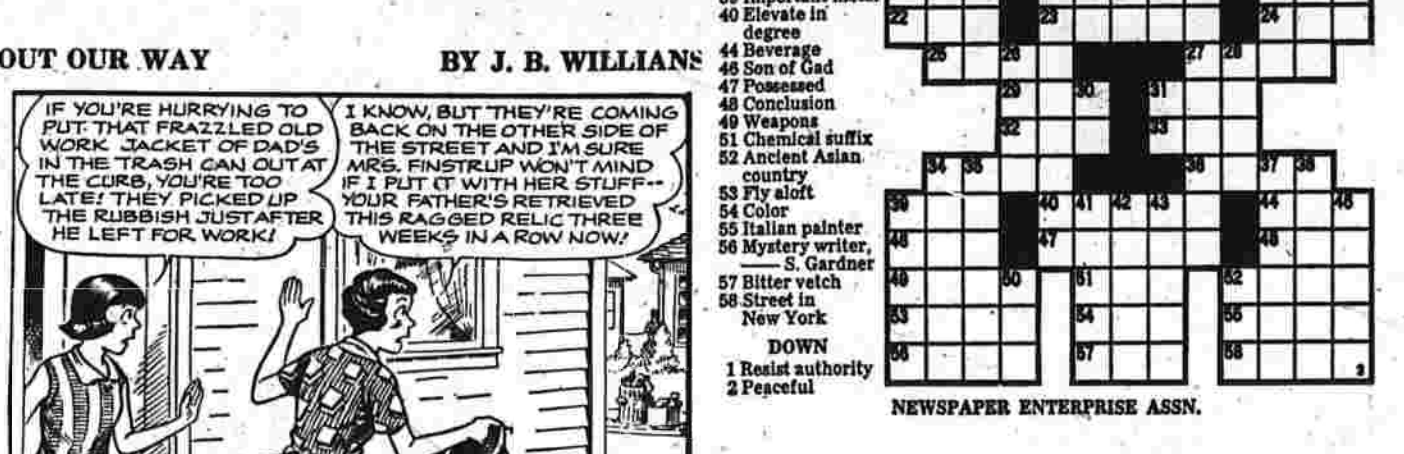 OUT OUR WAY
BY J. B. WILLIANS
IF YOU'RE HURRYING TO
PUT THAT FRAZZLED OLD
WORK JACKET OF DAD'S
IN THE TRASH CAN OUT AT
THE CURB, YOU'RE TOO
LATE! THEY PICKED UP
THE RUBBISH JUST AFTER
HE LEFT FOR WORK!
I KNOW, BUT THEY'RE COMING
BACK ON THE OTHER SIDE OF
THE STREET AND I'M SURE
MRS. FINSTRUP WON'T MIND
IF I PUT IT WITH HER STUFF--
YOUR FATHER'S RETRIEVED
THIS RAGGED RELIC THREE
WEEKS IN A ROW NOW!
40 Elevate in
degree
44 Beverage
46 Son of Gad
47 Possessed
48 Conclusion
49 Weapons
51 Chemical suffix
52 Ancient Asian
country
53 Fly aloft
54 Color
55 Italian painter
56 Mystery writer,
—— S. Gardner
57 Bitter vetch
58 Street in
New York
DOWN
1 Resist authority
2 Peaceful
22 23 24
25 26 27 28
29 30 31
32 33
34 35 36 37 38
39 40 41 42 43 44 45
46 47 48
49 50 51 52
53 54 55
56 57 58
NEWSPAPER ENTERPRISE ASSN.